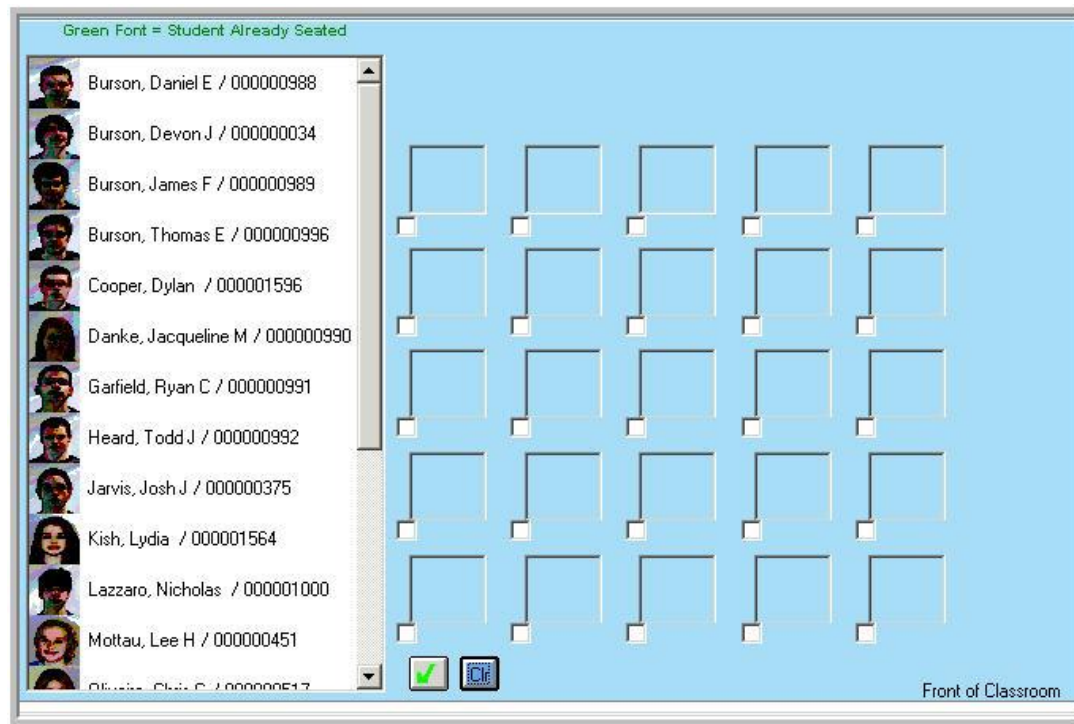 Green Font = Student Already Seated
Burson, Daniel E / 000000988
Burson, Devon J / 000000034
Burson, James F / 000000989
Burson, Thomas E / 000000996
Cooper, Dylan / 000001596
Danke, Jacqueline M / 000000990
Garfield, Ryan C / 000000991
Heard, Todd J / 000000992
Jarvis, Josh J / 000000375
Kish, Lydia / 000001564
Lazzaro, Nicholas / 000001000
Mottau, Lee H / 000000451
Clr
Front of Classroom